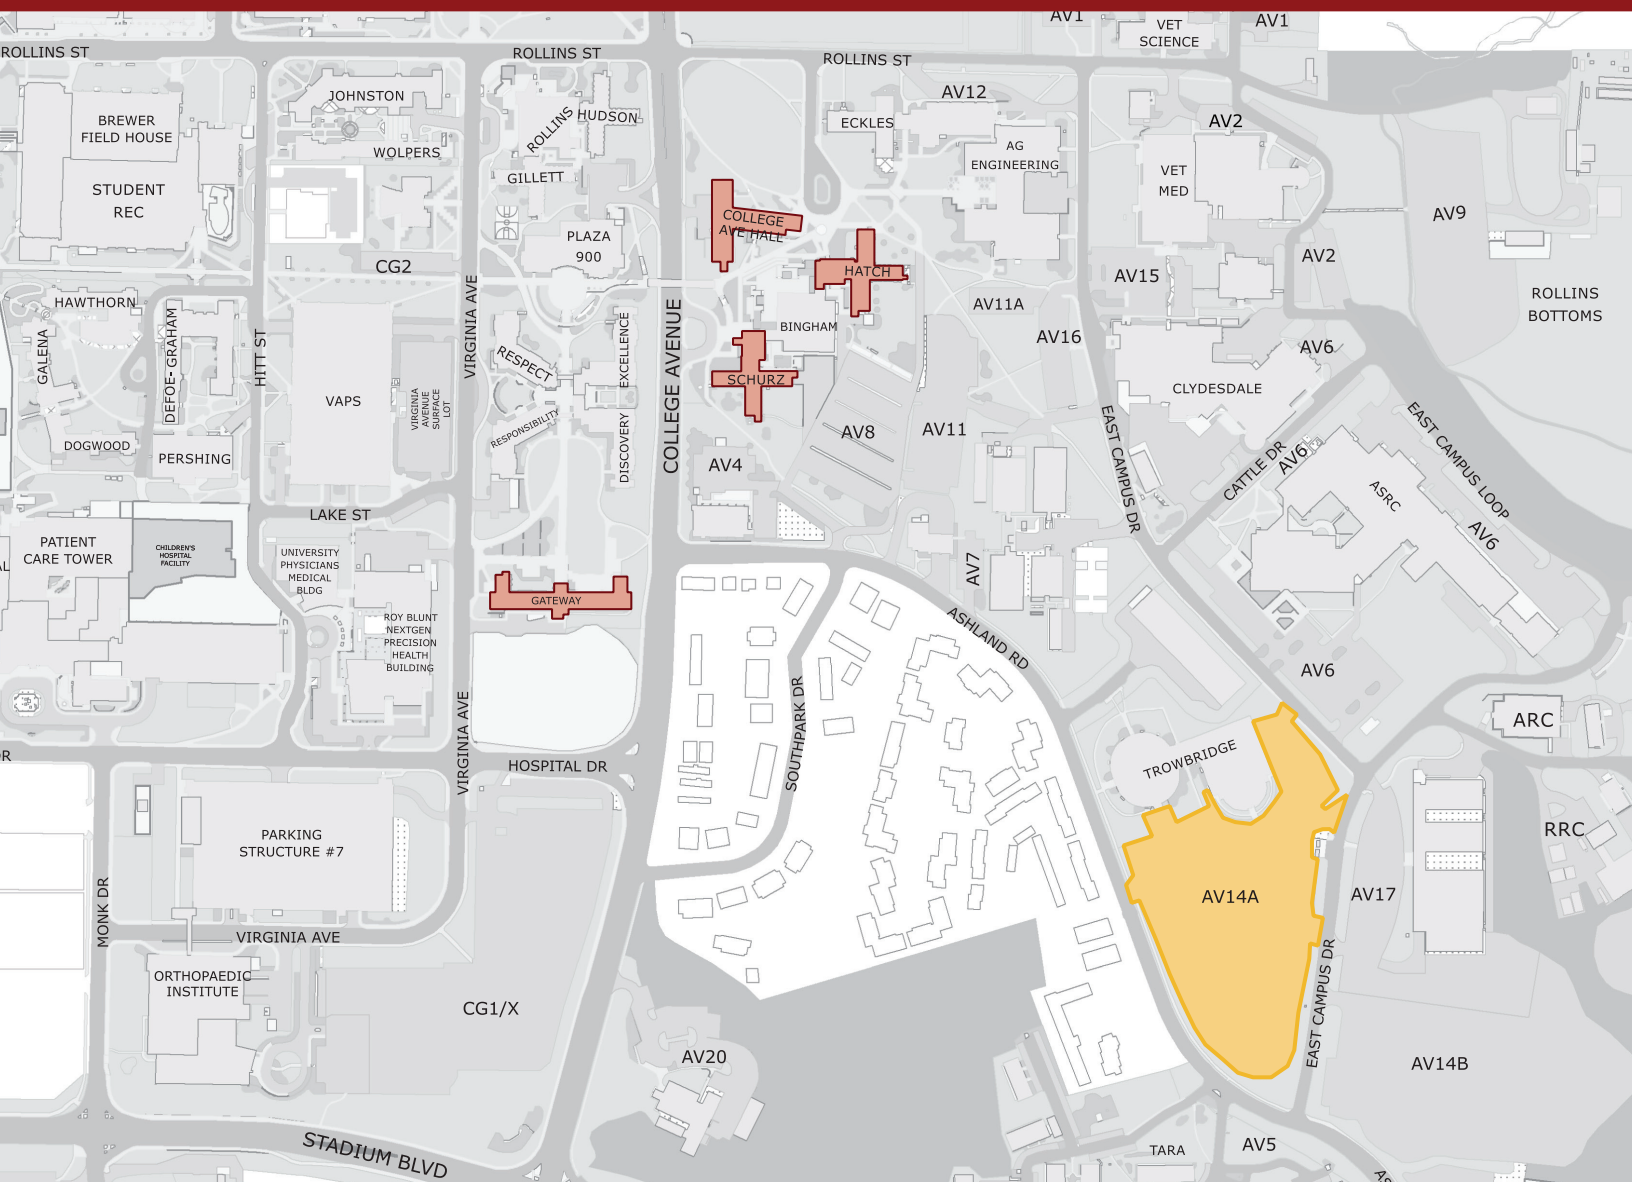 AV1
VET
SCIENCE
AV1
ROLLINS ST
ROLLINS ST
ROLLINS ST
JOHNSTON
AV12
BREWER
FIELD HOUSE
ROLLINS
HUDSON
ECKLES
AV2
WOLPERS
AG
ENGINEERING
VET
MED
GILLETT
STUDENT
REC
COLLEGE
AVE HALL
AV9
PLAZA
900
CG2
HATCH
AV15
AV2
HAWTHORN
VIRGINIA AVE
AV11A
ROLLINS
BOTTOMS
GALENA
DEFOE- GRAHAM
HITT ST
RESPECT
EXCELLENCE
COLLEGE AVENUE
BINGHAM
AV16
AV6
SCHURZ
CLYDESDALE
VAPS
VIRGINIA
AVENUE
SURFACE
LOT
RESPONSIBILITY
DISCOVERY
AV8
AV11
EAST CAMPUS DR
CATTLE DR
AV6
EAST CAMPUS LOOP
DOGWOOD
PERSHING
AV4
ASRC
AV6
LAKE ST
PATIENT
CARE TOWER
CHILDREN'S
HOSPITAL
FACILITY
UNIVERSITY
PHYSICIANS
MEDICAL
BLDG
AL
AV7
GATEWAY
ROY BLUNT
NEXTGEN
PRECISION
HEALTH
BUILDING
ASHLAND RD
AV6
VIRGINIA AVE
SOUTHPARK DR
ARC
DR
HOSPITAL DR
TROWBRIDGE
PARKING
STRUCTURE #7
RRC
MONK DR
AV14A
AV17
VIRGINIA AVE
ORTHOPAEDIC
INSTITUTE
EAST CAMPUS DR
CG1/X
AV20
AV14B
STADIUM BLVD
TARA
AV5
AS